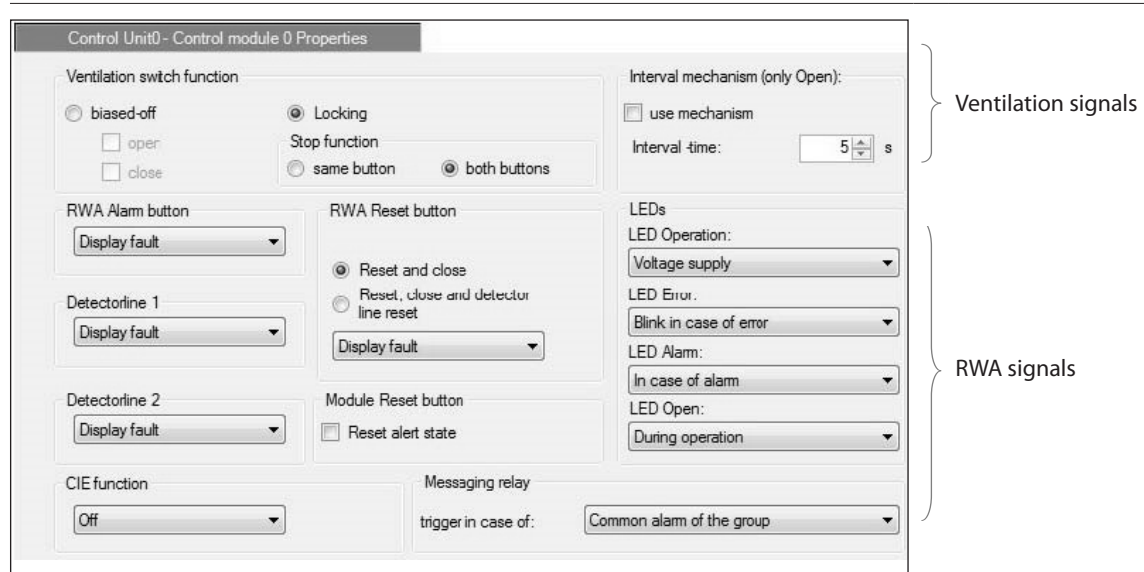 Control Unit0 - Control module 0 Properties
Ventilation switch function
Interval mechanism (only Open):
biased-off
Locking
use mechanism
open
Stop function
Interval-time:
5
s
close
same button
both buttons
Ventilation signals
RWA Alarm button
Display fault
RWA Reset button
Reset and close
Reset, close and detector
line reset
Display fault
LEDs
LED Operation:
Voltage supply
LED Error:
Blink in case of error
LED Alarm:
In case of alarm
LED Open:
During operation
RWA signals
Detectorline 1
Display fault
Detectorline 2
Display fault
Module Reset button
Reset alert state
CIE function
Off
Messaging relay
trigger in case of:
Common alarm of the group